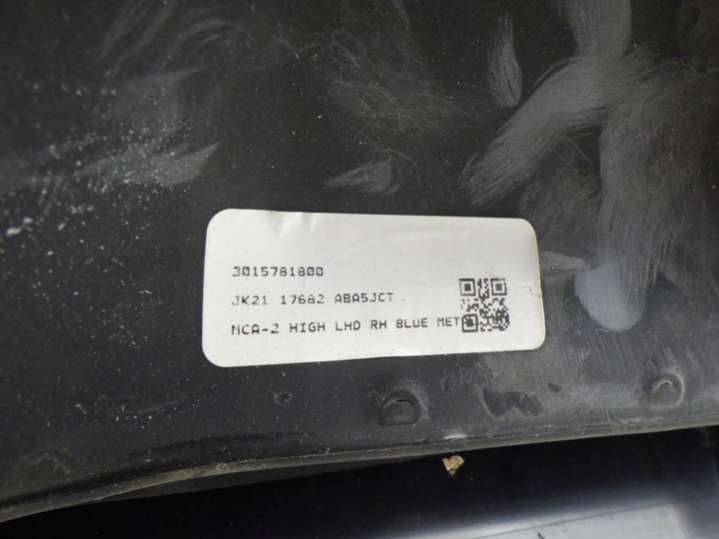 3015781800
JK21 17682 ABA5JCT
NCA-2 HIGH LHD RH BLUE MET